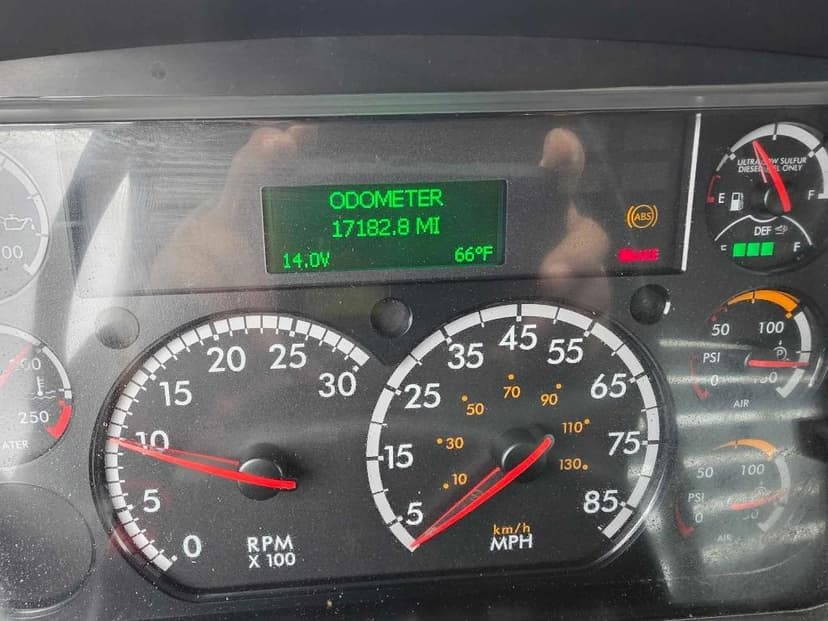 ODOMETER
17182.8 MI
14.0V 66°F
ABS
BRAKE
ULTRA LOW SULFUR
DIESEL FUEL ONLY
E F
DEF
E F
00
250
ATER
0
5
10
15
20
25
30
RPM
X 100
5
15
25
35
45
55
65
75
85
10
30
50
70
90
110
130
km/h
MPH
50 100
PSI P
0 150
AIR
50 100
PSI
0
AIR